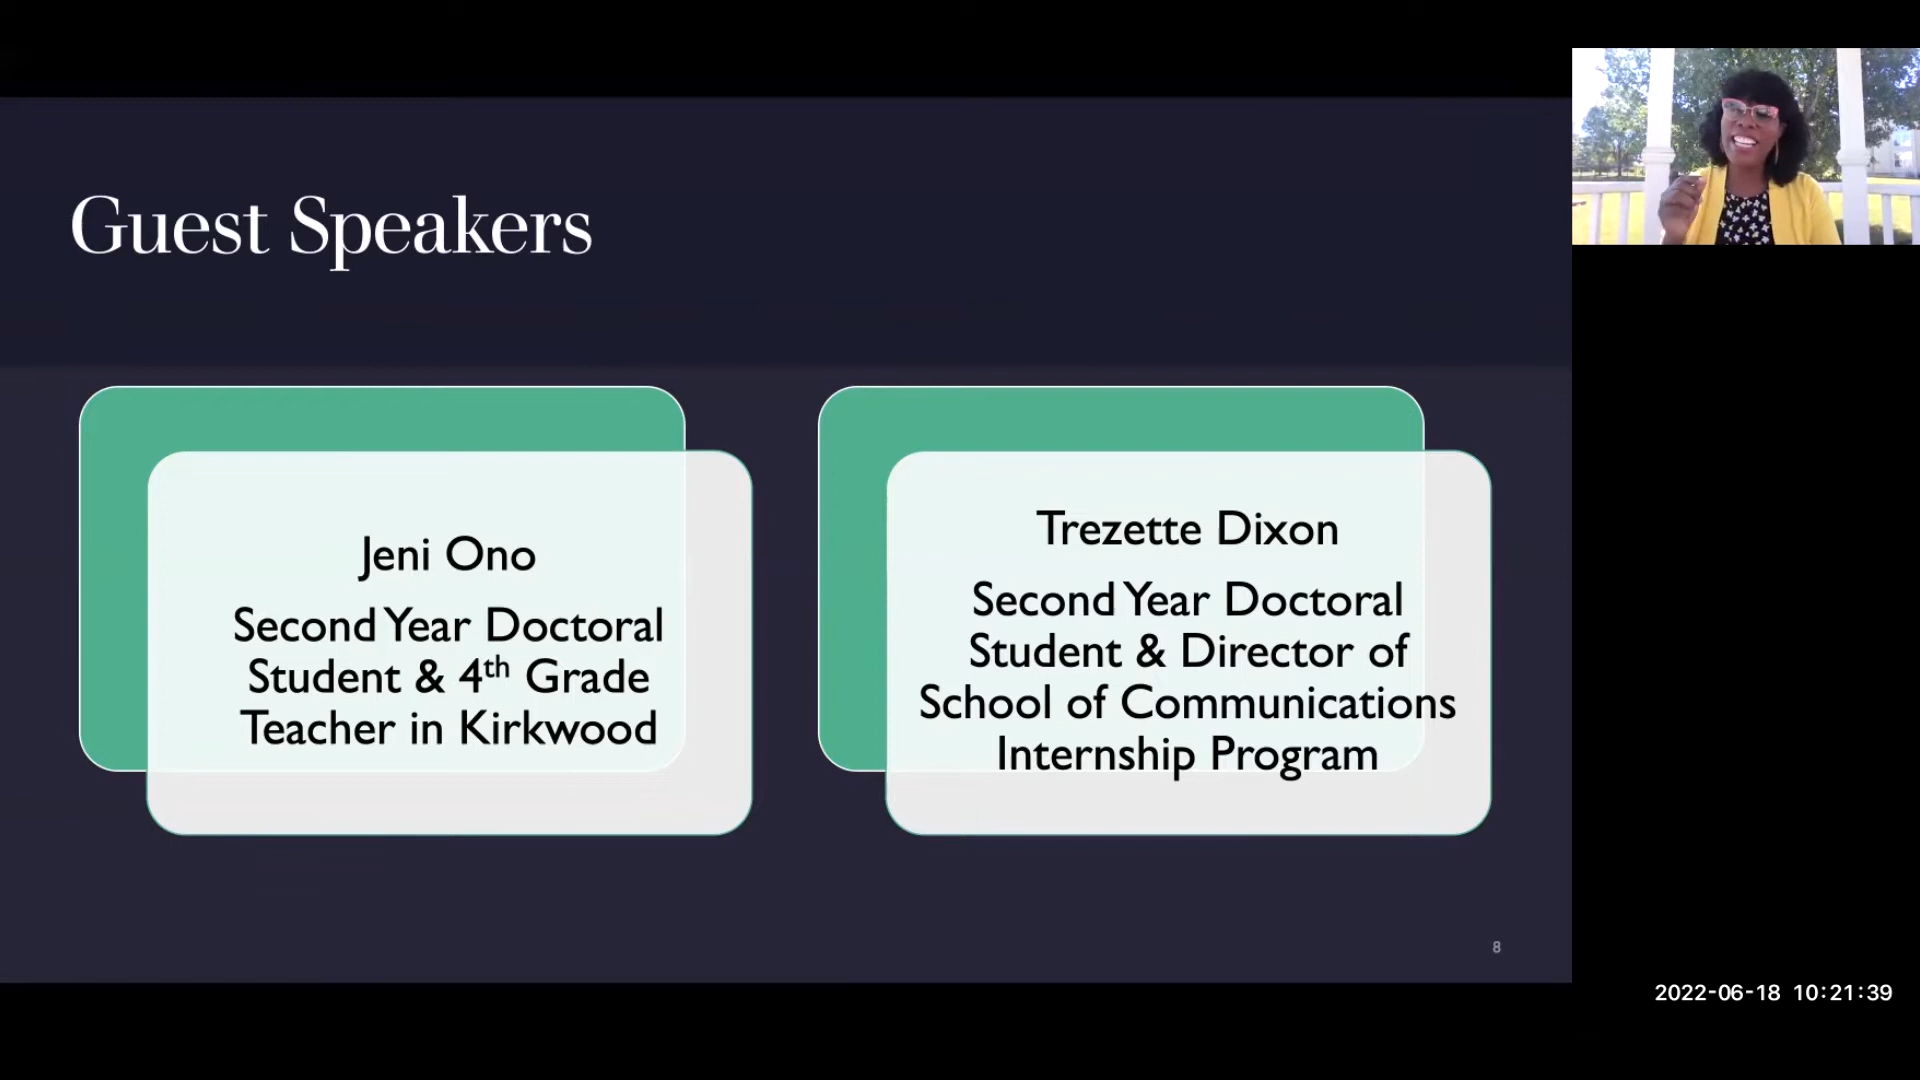 Guest Speakers
Jeni Ono
Second Year Doctoral
Student & 4th Grade
Teacher in Kirkwood
Trezette Dixon
Second Year Doctoral
Student & Director of
School of Communications
Internship Program
8
2022-06-18 10:21:39